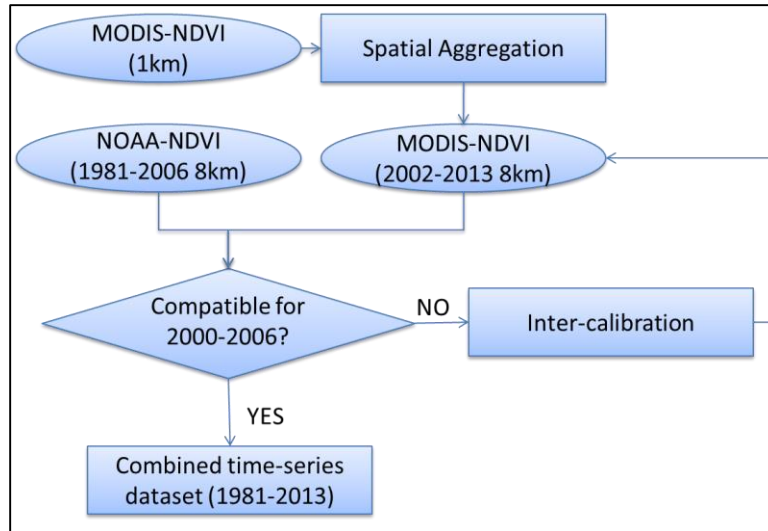 MODIS-NDVI
(1km)
Spatial Aggregation
NOAA-NDVI
(1981-2006 8km)
MODIS-NDVI
(2002-2013 8km)
Compatible for
2000-2006?
NO
Inter-calibration
YES
Combined time-series
dataset (1981-2013)